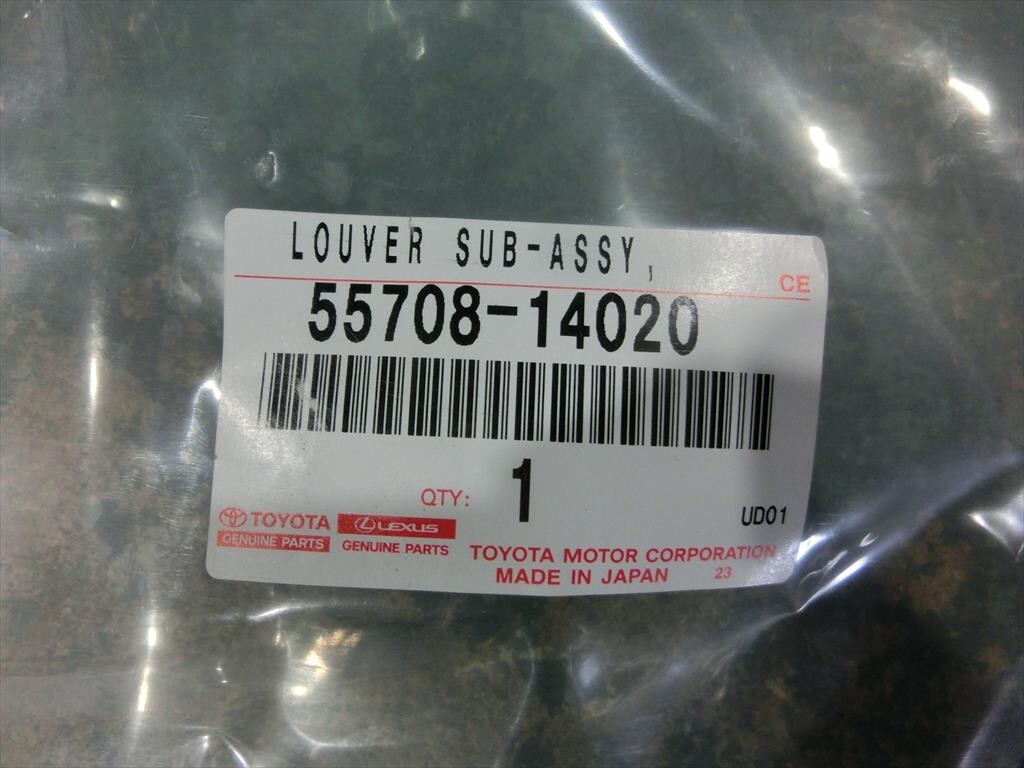 LOUVER SUB-ASSY,
CE
55708-14020
QTY: 1
UD01
TOYOTA
GENUINE PARTS
LEXUS
GENUINE PARTS
TOYOTA MOTOR CORPORATION
MADE IN JAPAN 23